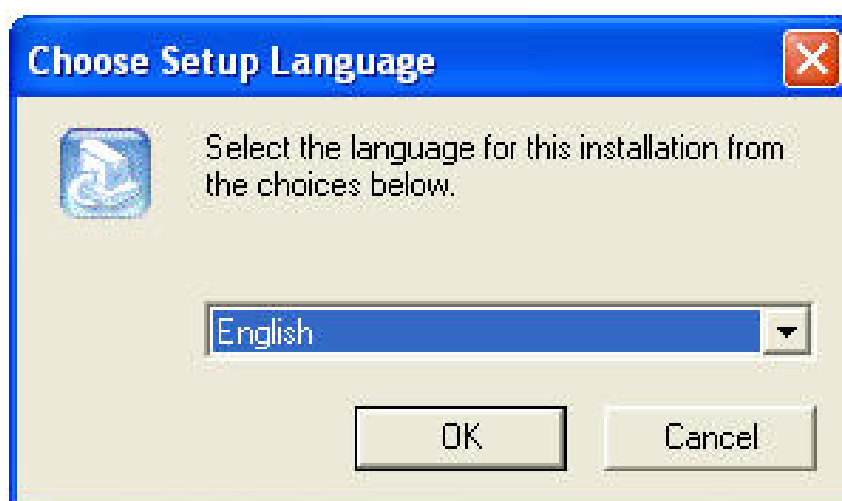 Choose Setup Language
Select the language for this installation from
the choices below.
English
OK
Cancel